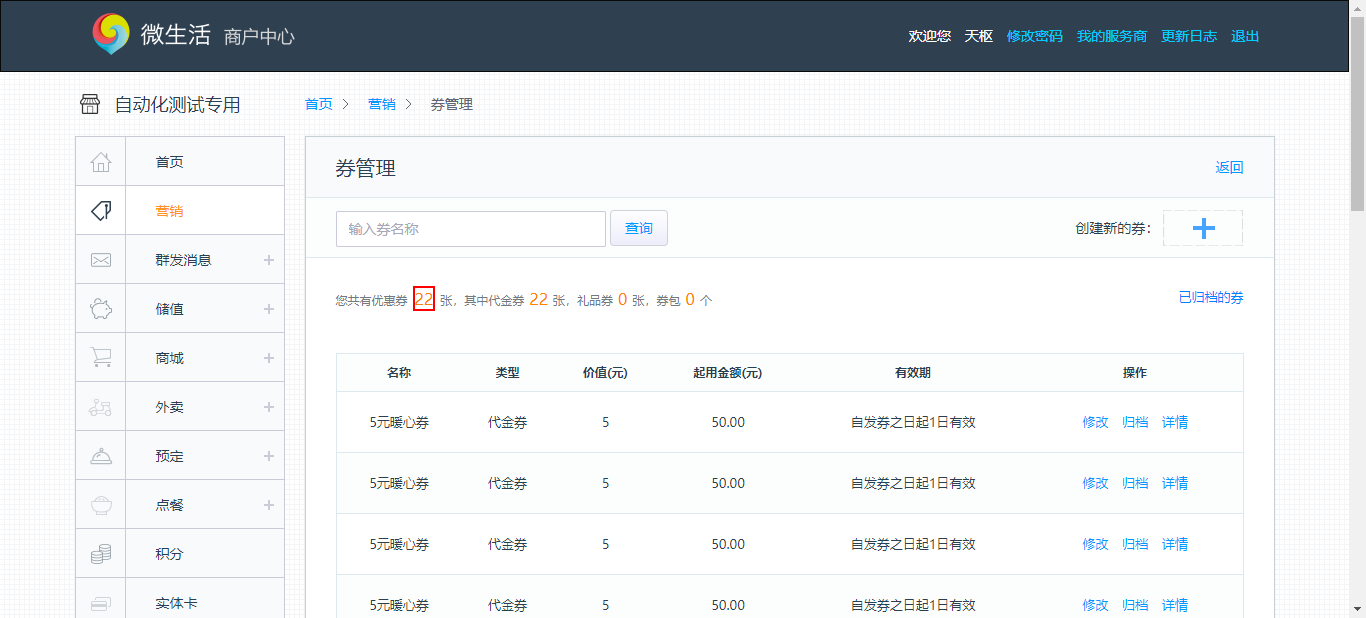 微生活 商户中心
欢迎您 天枢 修改密码 我的服务商 更新日志 退出
自动化测试专用
首页 > 营销 > 券管理
首页
营销
群发消息 +
储值 +
商城 +
外卖 +
预定 +
点餐 +
积分
实体卡
券管理 返回
输入券名称 查询 创建新的券：
您共有优惠券 22 张，其中代金券 22 张，礼品券 0 张，券包 0 个 已归档的券
名称 类型 价值(元) 起用金额(元) 有效期 操作
5元暖心券 代金券 5 50.00 自发券之日起1日有效 修改 归档 详情
5元暖心券 代金券 5 50.00 自发券之日起1日有效 修改 归档 详情
5元暖心券 代金券 5 50.00 自发券之日起1日有效 修改 归档 详情
5元暖心券 代金券 5 50.00 自发券之日起1日有效 修改 归档 详情